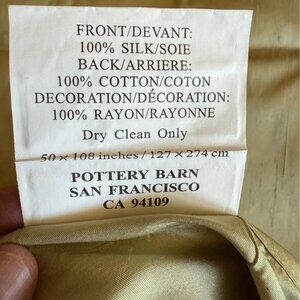 FRONT/DEVANT:
100% SILK/SOIE
BACK/ARRIERE:
100% COTTON/COTON
DECORATION/DÉCORATION:
100% RAYON/RAYONNE
Dry Clean Only
50 x 108 inches / 127 x 274 cm
POTTERY BARN
SAN FRANCISCO
CA 94109